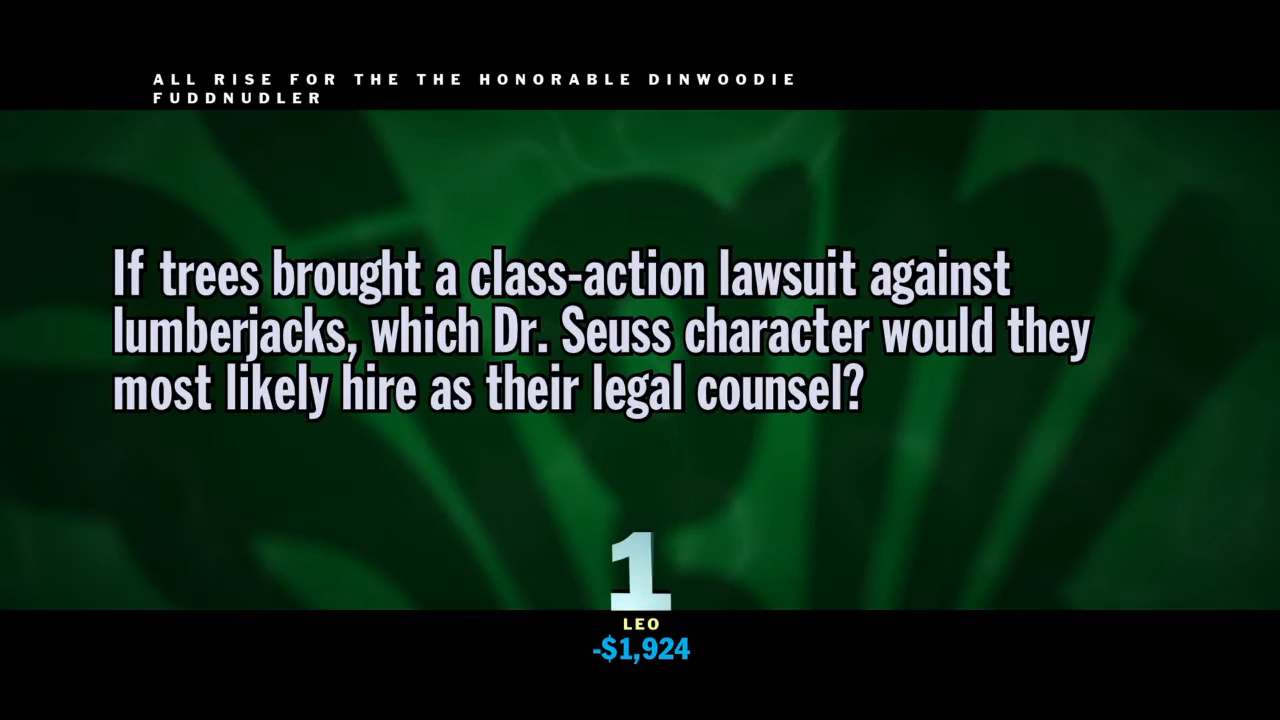 ALL RISE FOR THE THE HONORABLE DINWOODIE
FUDDNUDLER
If trees brought a class-action lawsuit against
lumberjacks, which Dr. Seuss character would they
most likely hire as their legal counsel?
1
LEO
-$1,924